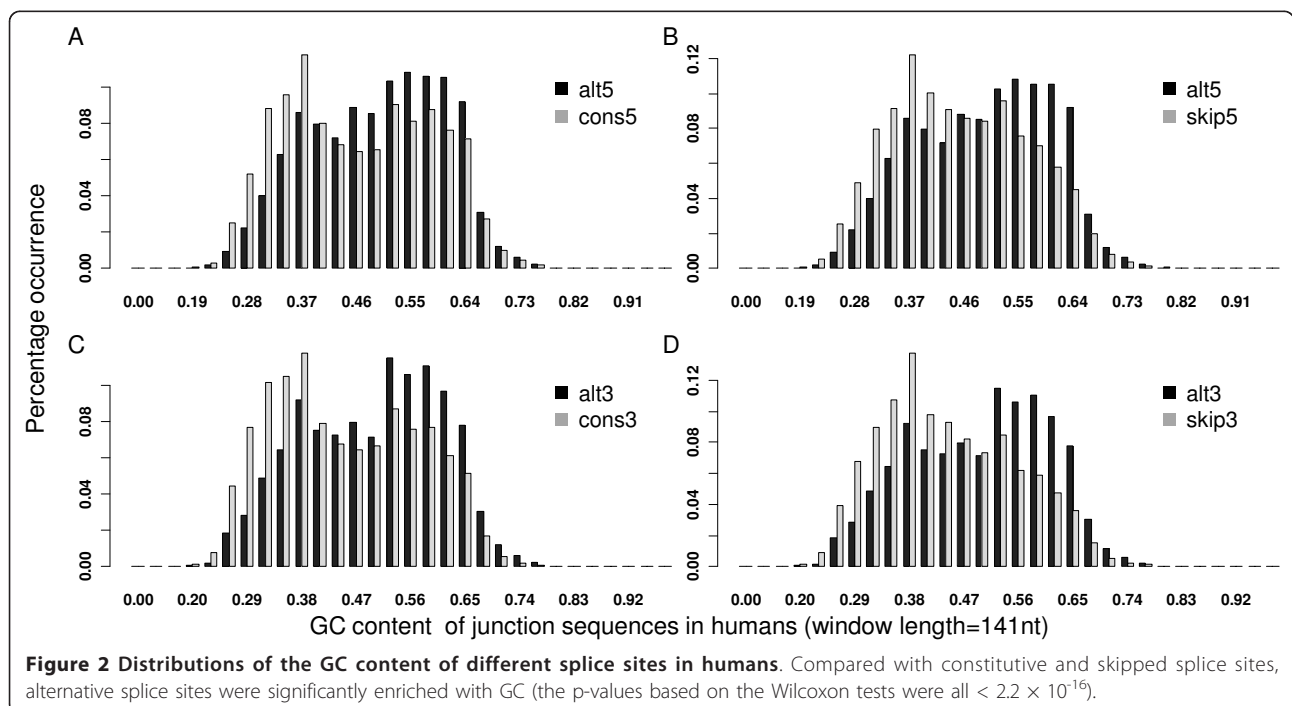 A
B
alt5
cons5
alt5
skip5
0.00 0.04 0.08
0.00 0.04 0.08 0.12
0.00 0.19 0.28 0.37 0.46 0.55 0.64 0.73 0.82 0.91
0.00 0.19 0.28 0.37 0.46 0.55 0.64 0.73 0.82 0.91
Percentage occurrence
C
D
alt3
cons3
alt3
skip3
0.00 0.04 0.08
0.00 0.04 0.08 0.12
0.00 0.20 0.29 0.38 0.47 0.56 0.65 0.74 0.83 0.92
0.00 0.20 0.29 0.38 0.47 0.56 0.65 0.74 0.82 0.92
GC content of junction sequences in humans (window length=141nt)
Figure 2 Distributions of the GC content of different splice sites in humans. Compared with constitutive and skipped splice sites,
alternative splice sites were significantly enriched with GC (the p-values based on the Wilcoxon tests were all < 2.2 × 10⁻¹⁶).